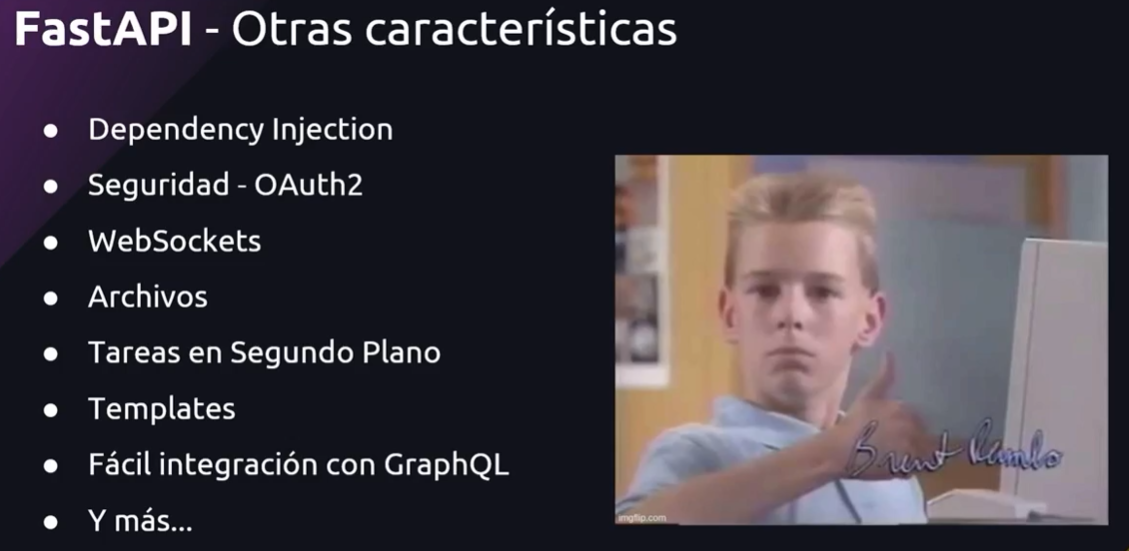 FastAPI - Otras características
● Dependency Injection
● Seguridad - OAuth2
● WebSockets
● Archivos
● Tareas en Segundo Plano
● Templates
● Fácil integración con GraphQL
● Y más...
Brent Rambo
imgflip.com